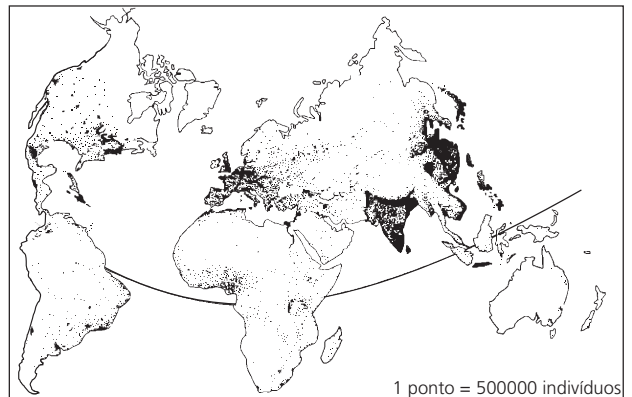 1 ponto = 500000 indivíduos